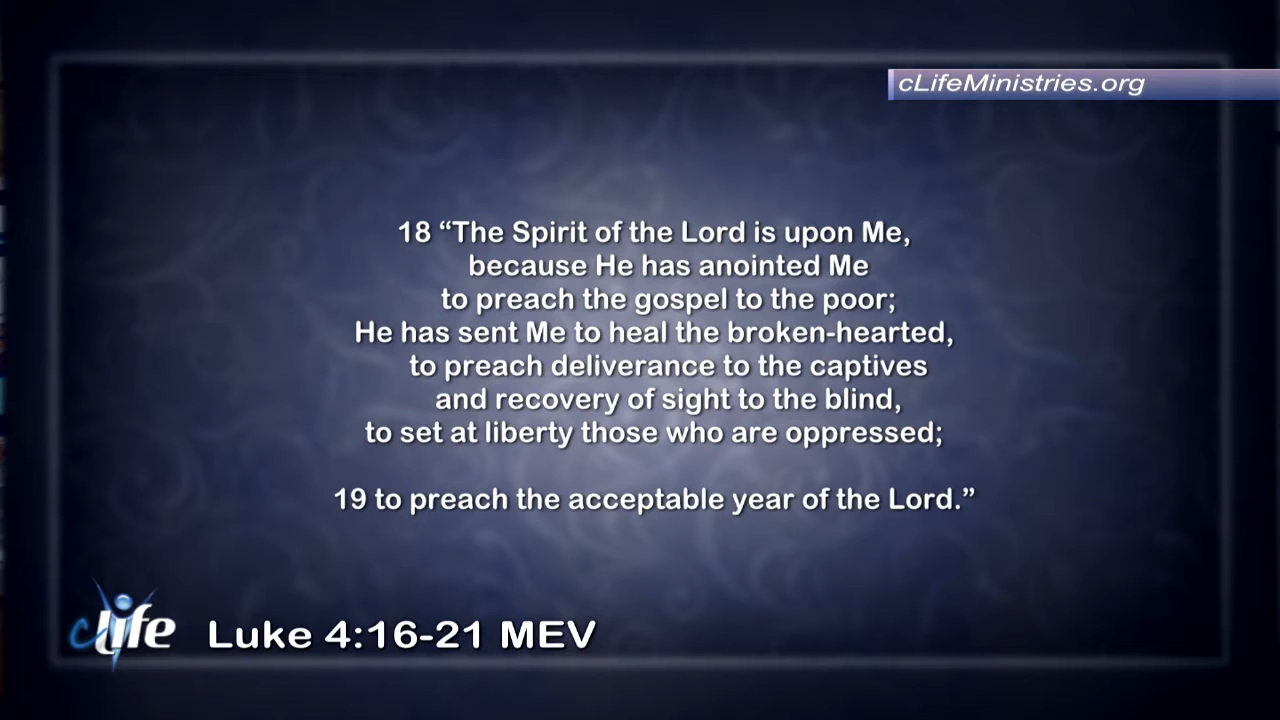 cLifeMinistries.org
18 “The Spirit of the Lord is upon Me,
because He has anointed Me
to preach the gospel to the poor;
He has sent Me to heal the broken-hearted,
to preach deliverance to the captives
and recovery of sight to the blind,
to set at liberty those who are oppressed;
19 to preach the acceptable year of the Lord.”
cLife
Luke 4:16-21 MEV